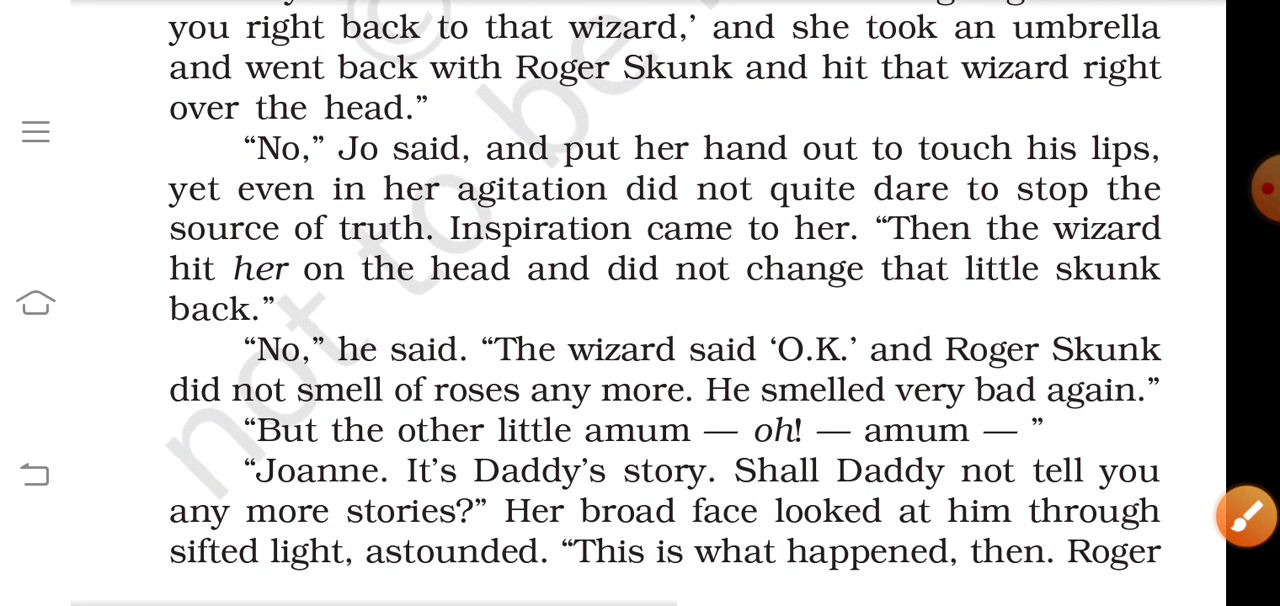 you right back to that wizard,’ and she took an umbrella
and went back with Roger Skunk and hit that wizard right
over the head.”
“No,” Jo said, and put her hand out to touch his lips,
yet even in her agitation did not quite dare to stop the
source of truth. Inspiration came to her. “Then the wizard
hit her on the head and did not change that little skunk
back.”
“No,” he said. “The wizard said ‘O.K.’ and Roger Skunk
did not smell of roses any more. He smelled very bad again.”
“But the other little amum — oh! — amum — ”
“Joanne. It’s Daddy’s story. Shall Daddy not tell you
any more stories?” Her broad face looked at him through
sifted light, astounded. “This is what happened, then. Roger
©
not to be